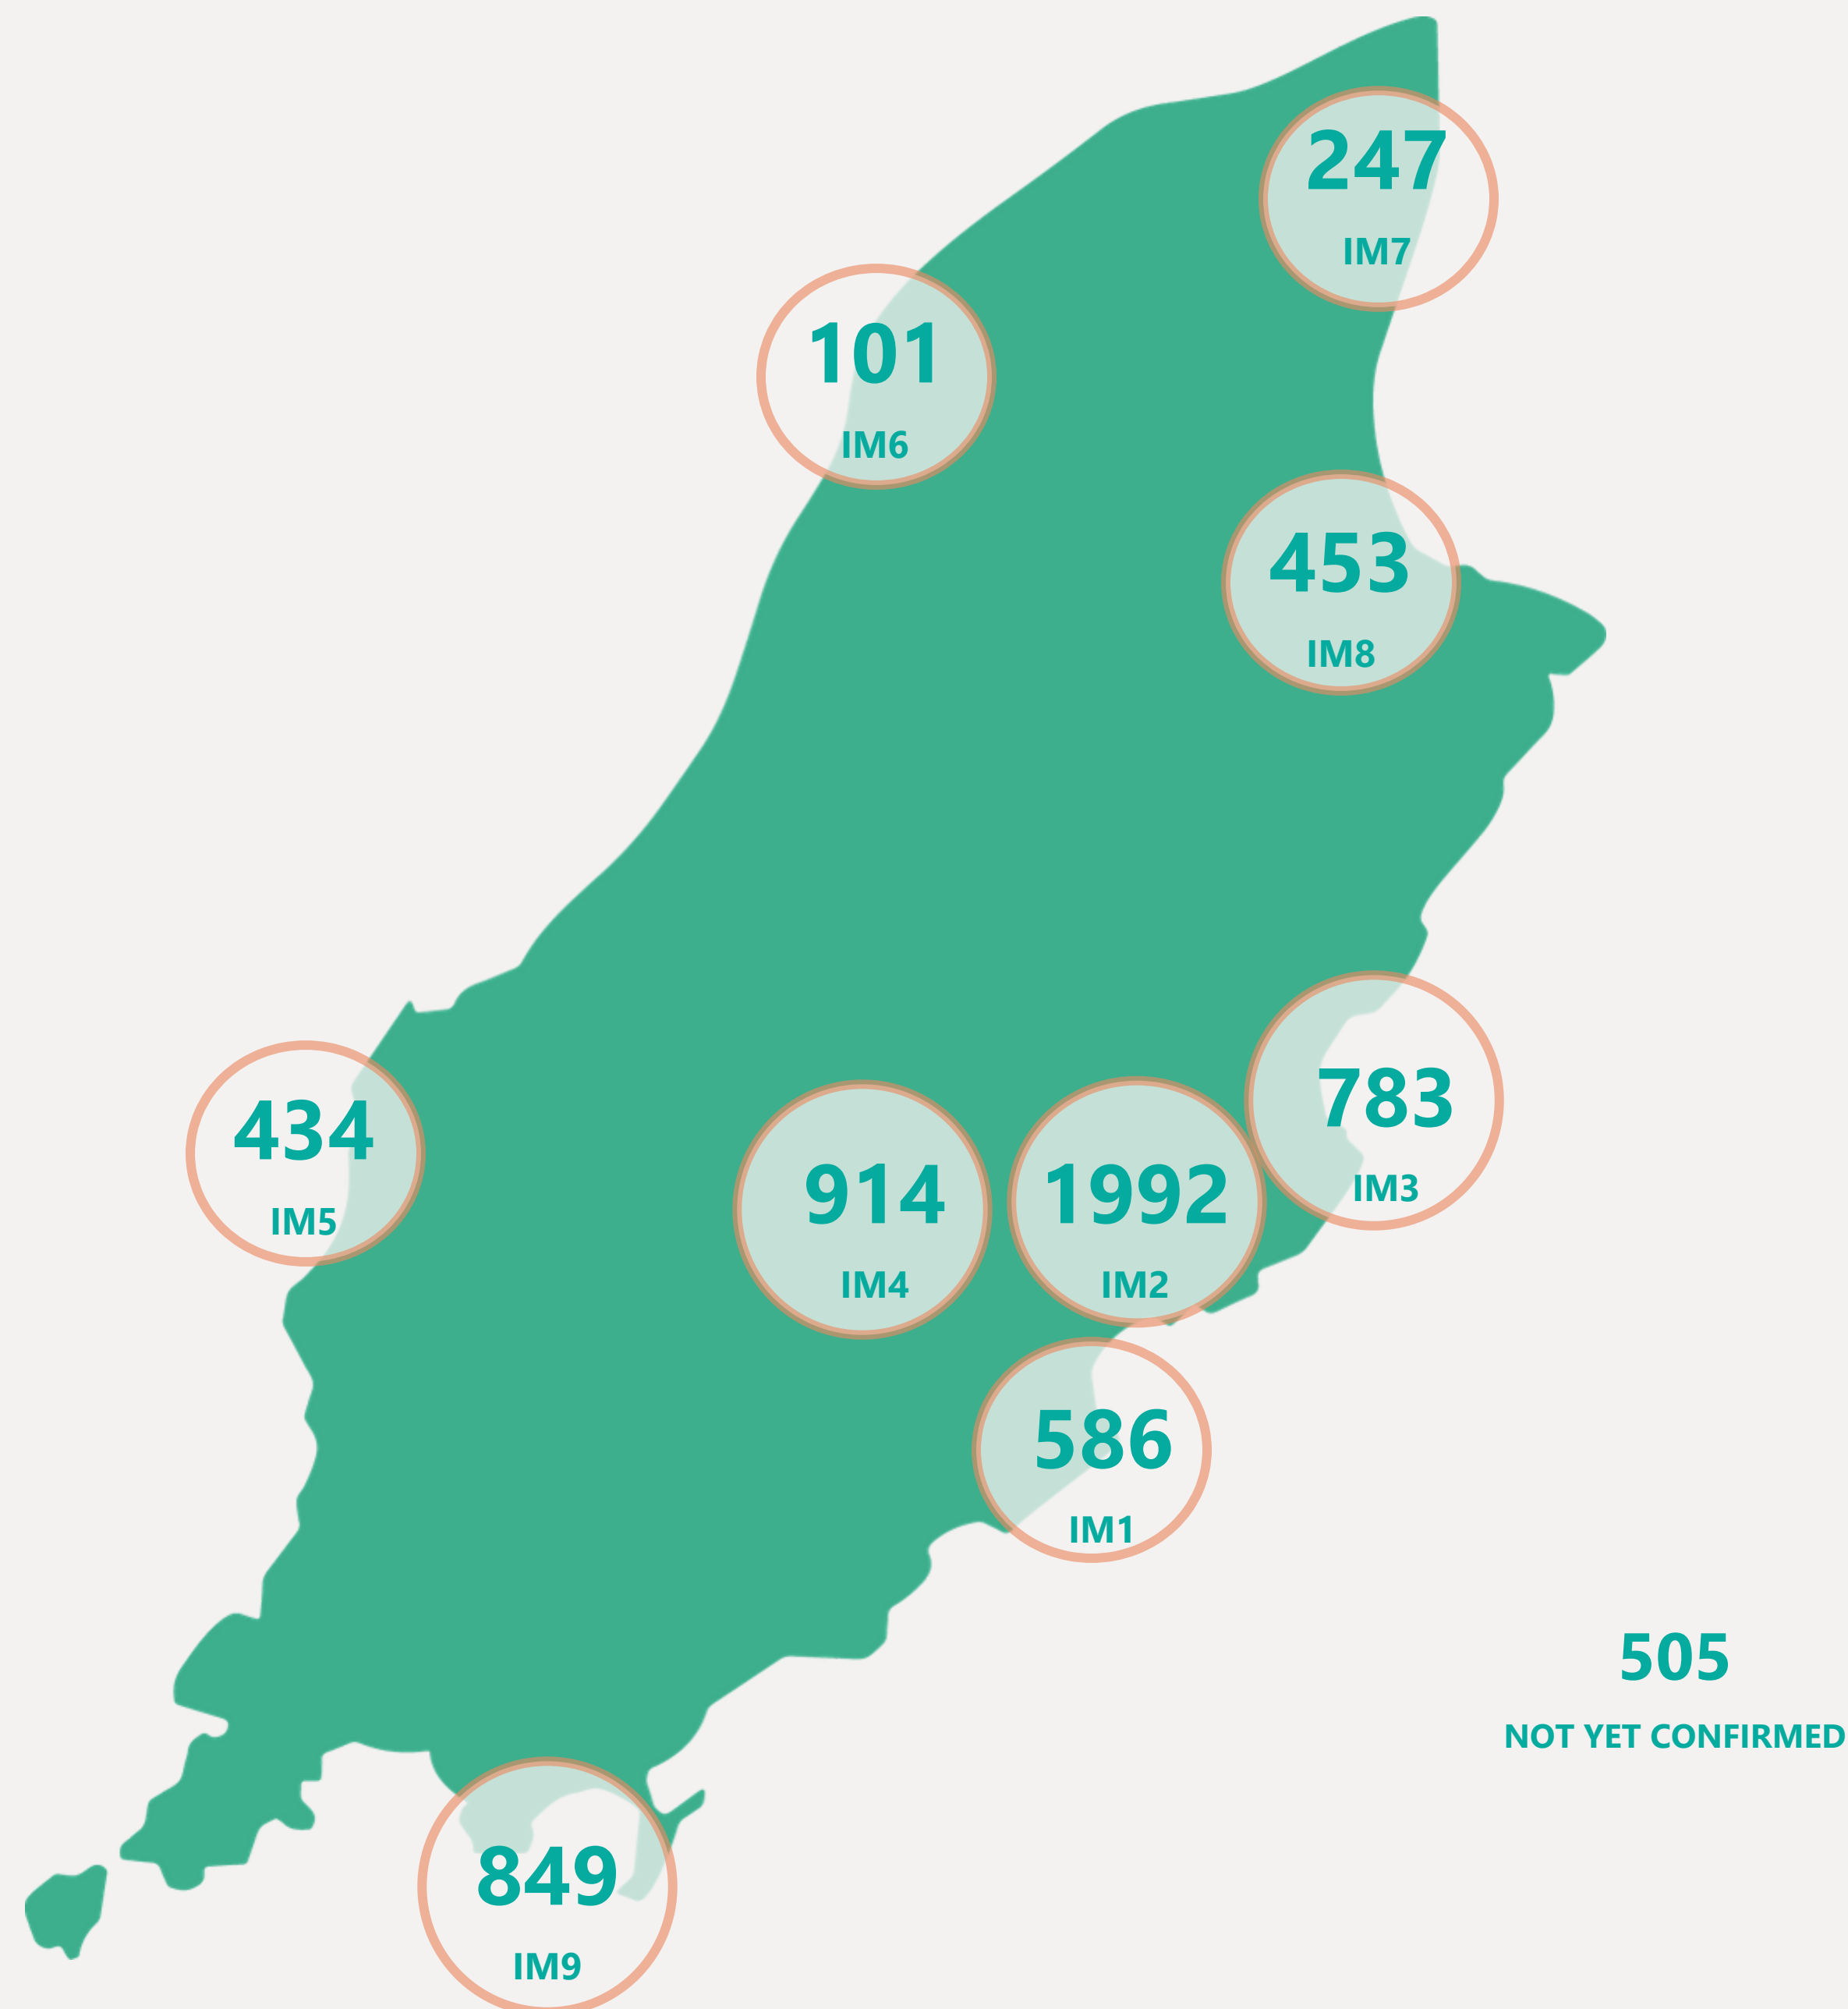 247
IM7
101
IM6
453
IM8
783
IM3
434
IM5
914
IM4
1992
IM2
586
IM1
505
NOT YET CONFIRMED
849
IM9